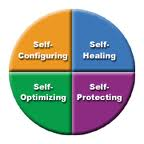 Self-
Configuring
Self-
Healing
Self-
Optimizing
Self-
Protecting